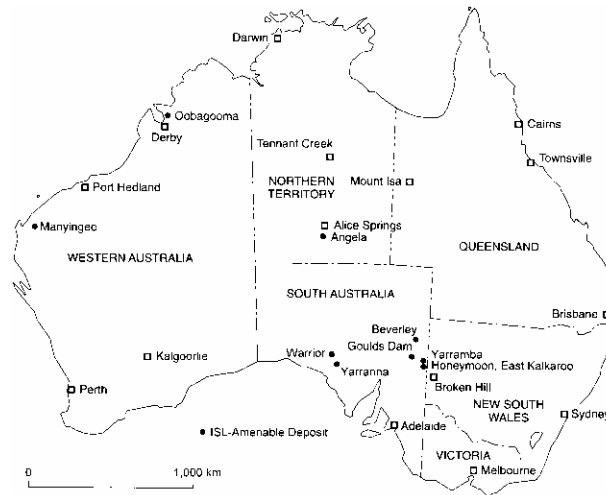 Darwin
Oobagooma
Derby
Cairns
Tennant Creek
Townsville
NORTHERN
TERRITORY
Mount Isa
Port Hedland
Manyingee
Alice Springs
Angela
QUEENSLAND
WESTERN AUSTRALIA
SOUTH AUSTRALIA
Brisbane
Beverley
Goulds Dam
Yarramba
Warrior
Honeymoon, East Kalkaroo
Kalgoorlie
Yarranna
Broken Hill
Perth
NEW SOUTH
WALES
Sydney
ISL-Amenable Deposit
Adelaide
VICTORIA
Melbourne
0
1,000 km